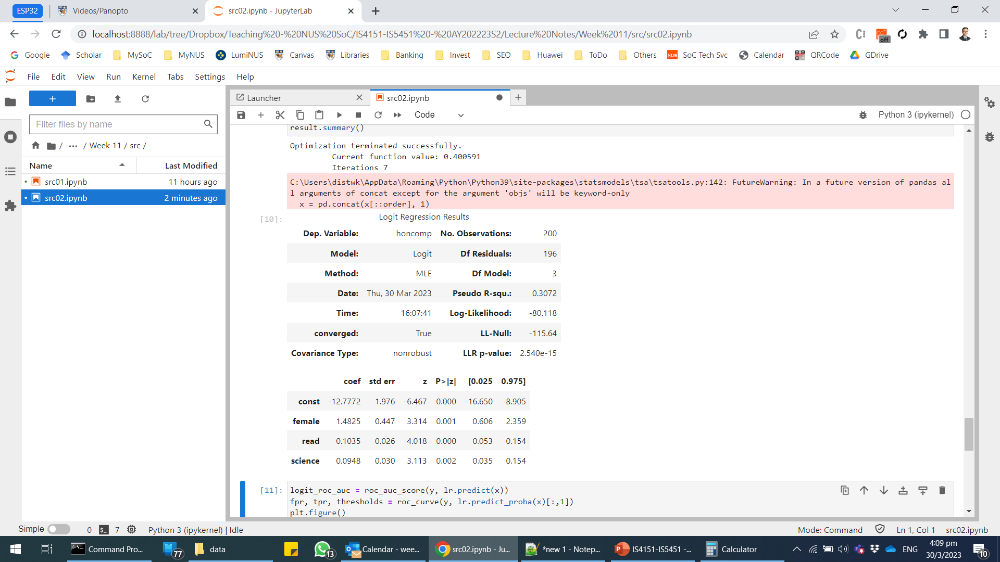 ESP32
Videos/Panopto
src02.ipynb - JupyterLab
localhost:8888/lab/tree/Dropbox/Teaching%20-%20NUS%20SoC/IS4151-IS5451%20-%20AY202223S2/Lecture%20Notes/Week%2011/src/src02.ipynb
off
Google Scholar MySoC MyNUS LumiNUS Canvas Libraries Banking Invest SEO Huawei ToDo Others NUS SoC Tech Svc Calendar QRCode GDrive
File Edit View Run Kernel Tabs Settings Help
Launcher
src02.ipynb
Code
Python 3 (ipykernel)
Filter files by name
/ ··· / Week 11 / src /
Name Last Modified
src01.ipynb 11 hours ago
src02.ipynb 2 minutes ago
result.summary()
Optimization terminated successfully.
Current function value: 0.400591
Iterations 7
C:\Users\distwk\AppData\Roaming\Python\Python39\site-packages\statsmodels\tsa\tsatools.py:142: FutureWarning: In a future version of pandas al
l arguments of concat except for the argument 'objs' will be keyword-only
x = pd.concat(x[::order], 1)
[10]:
Logit Regression Results
Dep. Variable: honcomp No. Observations: 200
Model: Logit Df Residuals: 196
Method: MLE Df Model: 3
Date: Thu, 30 Mar 2023 Pseudo R-squ.: 0.3072
Time: 16:07:41 Log-Likelihood: -80.118
converged: True LL-Null: -115.64
Covariance Type: nonrobust LLR p-value: 2.540e-15
coef std err z P>|z| [0.025 0.975]
const -12.7772 1.976 -6.467 0.000 -16.650 -8.905
female 1.4825 0.447 3.314 0.001 0.606 2.359
read 0.1035 0.026 4.018 0.000 0.053 0.154
science 0.0948 0.030 3.113 0.002 0.035 0.154
[11]:
logit_roc_auc = roc_auc_score(y, lr.predict(x))
fpr, tpr, thresholds = roc_curve(y, lr.predict_proba(x)[:,1])
plt.figure()
Simple 0 $_ 7 Python 3 (ipykernel) | Idle Mode: Command Ln 1, Col 1 src02.ipynb
Command Pro... 77 data 13 Calendar - wee... src02.ipynb - Ju... *new 1 - Notep... IS4151-IS5451 -... Calculator ENG
4:09 pm
30/3/2023
10